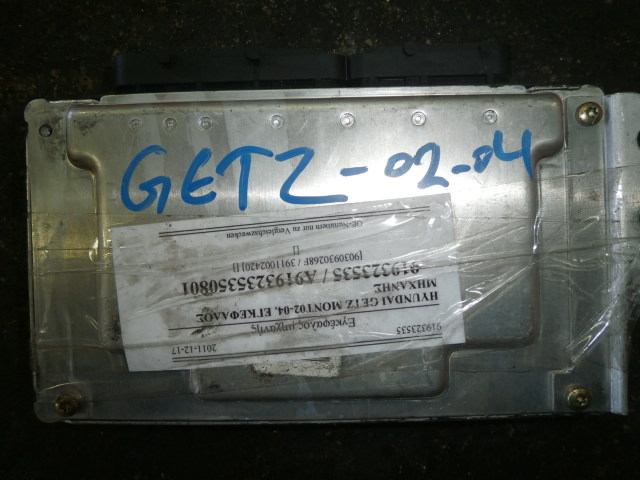 GETZ-02-04
919323535 2011-12-17
Εγκέφαλος μηχανής
HYUNDAI GETZ ΜΟΝΤ02-04, ΕΓΚΕΦΑΛΟΣ
ΜΗΧΑΝΗΣ
919323535 / A9193235350801
[9030930268F / 3911002420] []
[]
OE-Nummern nur zu Vergleichszwecken